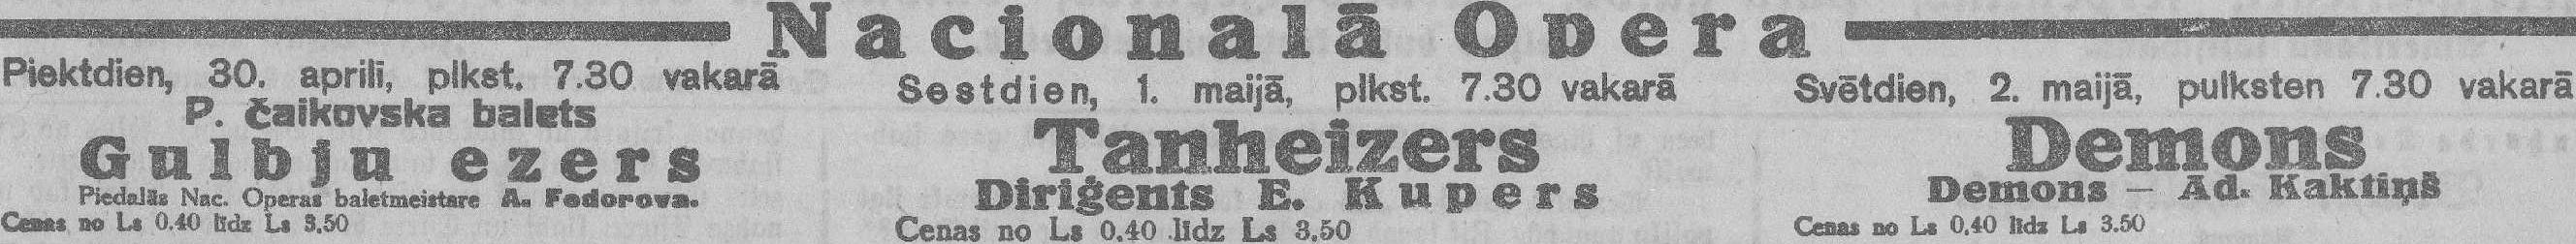 Nacionalā Opera
Piektdien, 30. aprilī, plkst. 7.30 vakarā
P. čaikovska balets
Gulbju ezers
Piedalās Nac. Operas baletmeistare A. Fedorova.
Cenas no Ls 0.40 līdz Ls 3.50
Sestdien, 1. maijā, plkst. 7.30 vakarā
Tanheizers
Diriģents E. Kupers
Cenas no Ls 0.40 līdz Ls 3.50
Svētdien, 2. maijā, pulksten 7.30 vakarā
Demons
Demons — Ād. Kaktiņš
Cenas no Ls 0.40 līdz Ls 3.50